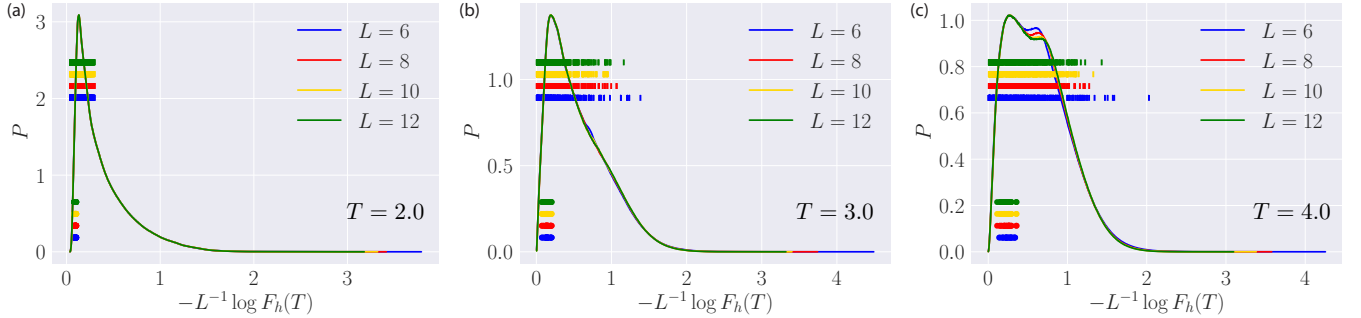 (a)
3
2
1
0
P
L = 6
L = 8
L = 10
L = 12
T = 2.0
0 1 2 3
−L⁻¹ log F_h(T)
(b)
1.0
0.5
0.0
P
L = 6
L = 8
L = 10
L = 12
T = 3.0
0 1 2 3 4
−L⁻¹ log F_h(T)
(c)
1.0
0.8
0.6
0.4
0.2
0.0
P
L = 6
L = 8
L = 10
L = 12
T = 4.0
0 1 2 3 4
−L⁻¹ log F_h(T)